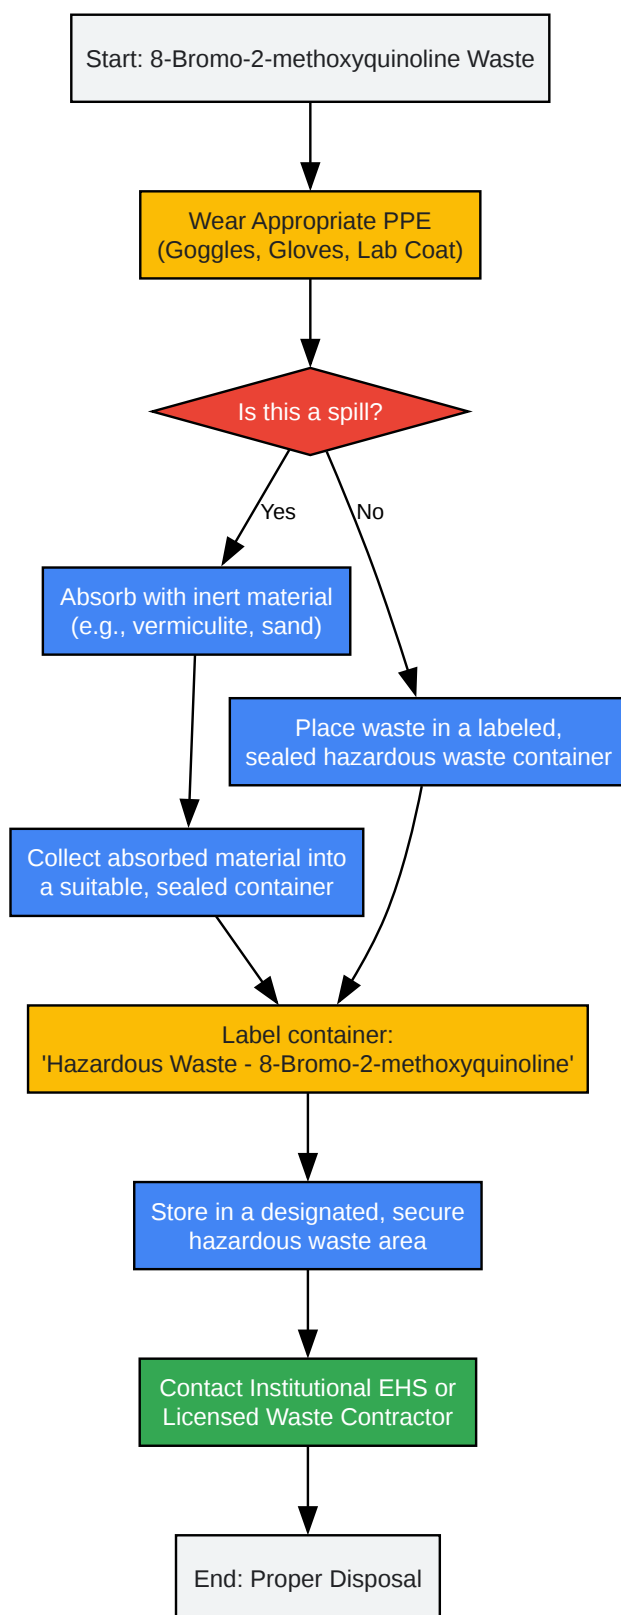 Start: 8-Bromo-2-methoxyquinoline Waste
Wear Appropriate PPE
(Goggles, Gloves, Lab Coat)
Is this a spill?
Yes
No
Absorb with inert material
(e.g., vermiculite, sand)
Place waste in a labeled,
sealed hazardous waste container
Collect absorbed material into
a suitable, sealed container
Label container:
'Hazardous Waste - 8-Bromo-2-methoxyquinoline'
Store in a designated, secure
hazardous waste area
Contact Institutional EHS or
Licensed Waste Contractor
End: Proper Disposal